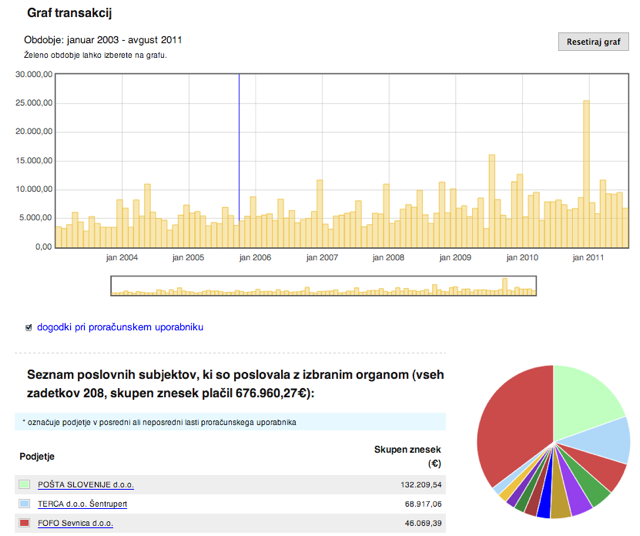 Graf transakcij
Obdobje: januar 2003 - avgust 2011
Resetiraj graf
Želeno obdobje lahko izberete na grafu.
30.000,00
25.000,00
20.000,00
15.000,00
10.000,00
5.000,00
0,00
jan 2004
jan 2005
jan 2006
jan 2007
jan 2008
jan 2009
jan 2010
jan 2011
dogodki pri proračunskem uporabniku
Seznam poslovnih subjektov, ki so poslovala z izbranim organom (vseh
zadetkov 208, skupen znesek plačil 676.960,27€):
* označuje podjetje v posredni ali neposredni lasti proračunskega uporabnika
Podjetje
Skupen znesek
(€)
POŠTA SLOVENIJE d.o.o. 132.209,54
TERCA d.o.o. Šentrupert 68.917,06
FOFO Sevnica d.o.o. 46.069,39